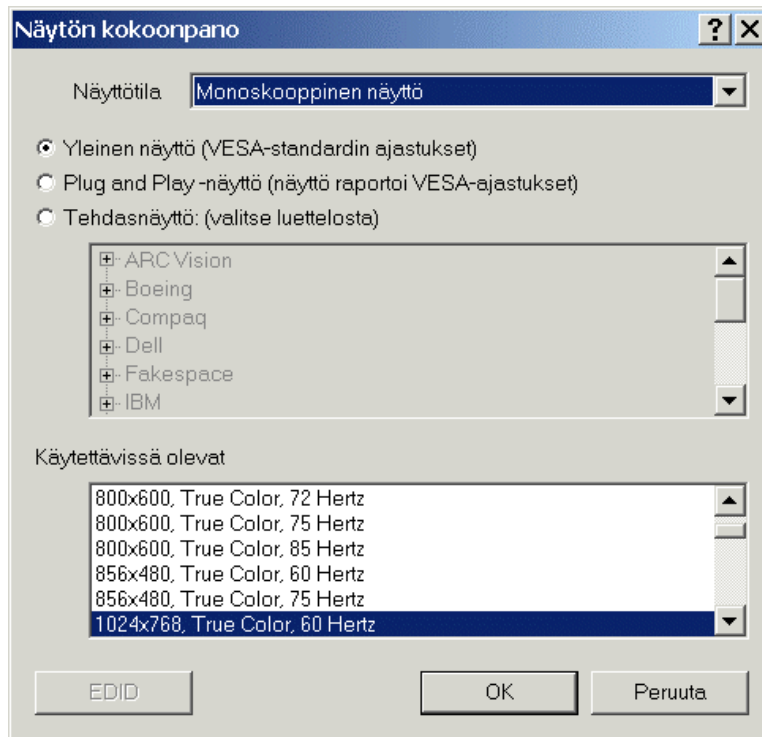 Näytön kokoonpano
Näyttötila Monoskooppinen näyttö
Yleinen näyttö (VESA-standardin ajastukset)
Plug and Play -näyttö (näyttö raportoi VESA-ajastukset)
Tehdasnäyttö: (valitse luettelosta)
ARC Vision
Boeing
Compaq
Dell
Fakespace
IBM
Käytettävissä olevat
800x600, True Color, 72 Hertz
800x600, True Color, 75 Hertz
800x600, True Color, 85 Hertz
856x480, True Color, 60 Hertz
856x480, True Color, 75 Hertz
1024x768, True Color, 60 Hertz
EDID OK Peruuta